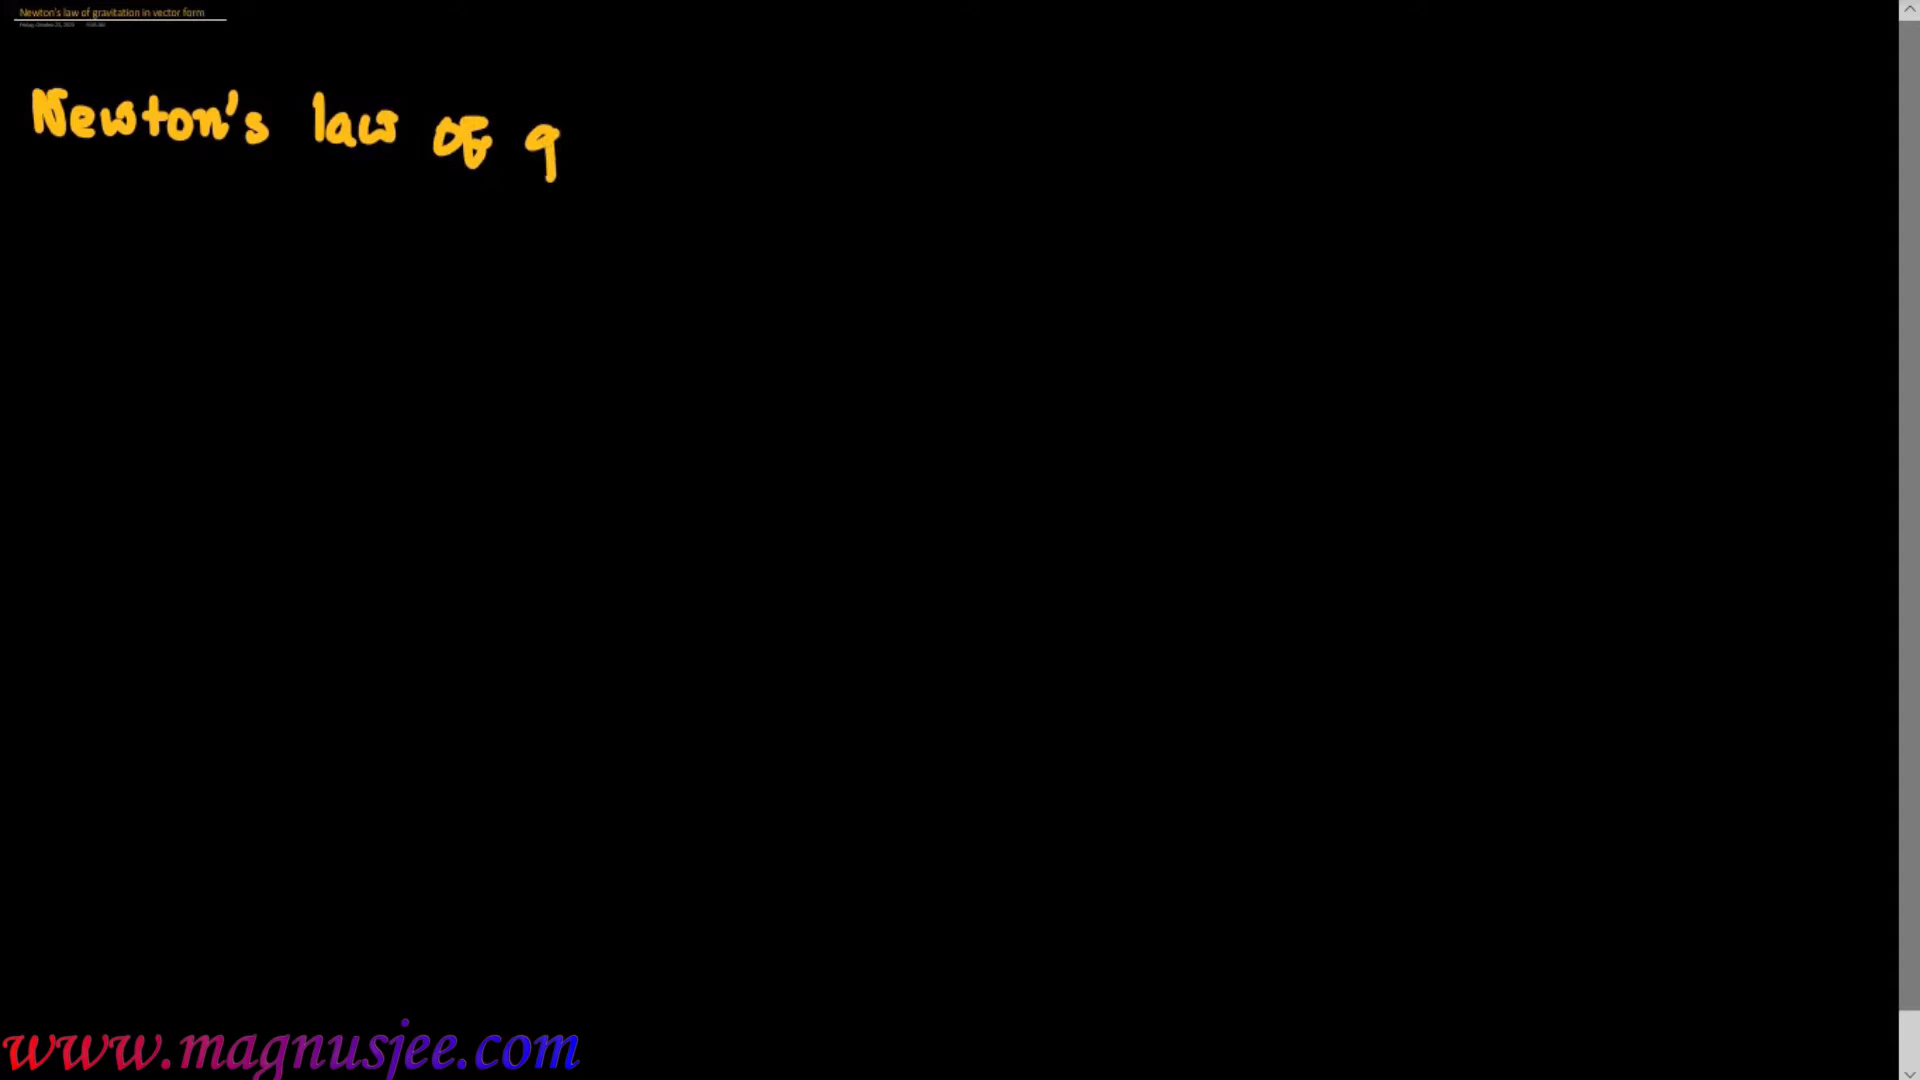 Newton's law of gravitation in vector form
Newton's law of g
www.magnusjee.com